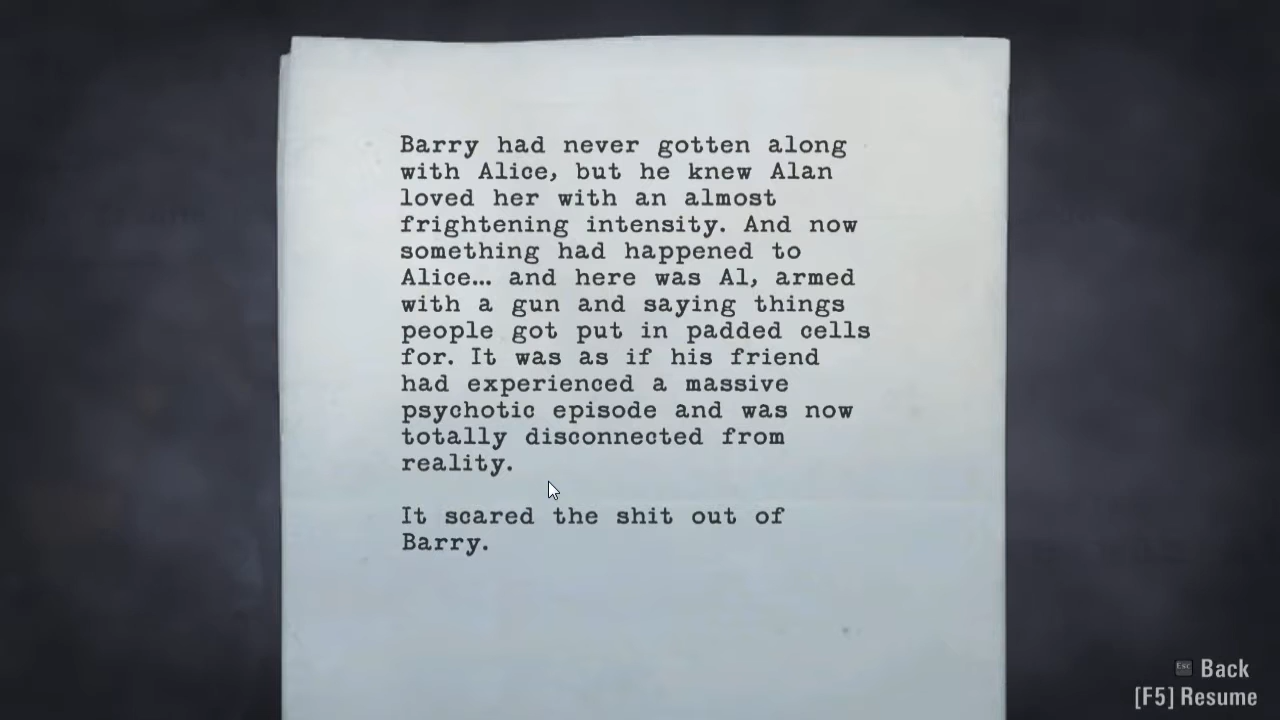 Barry had never gotten along
with Alice, but he knew Alan
loved her with an almost
frightening intensity. And now
something had happened to
Alice… and here was Al, armed
with a gun and saying things
people got put in padded cells
for. It was as if his friend
had experienced a massive
psychotic episode and was now
totally disconnected from
reality.
It scared the shit out of
Barry.
Esc Back
[F5] Resume